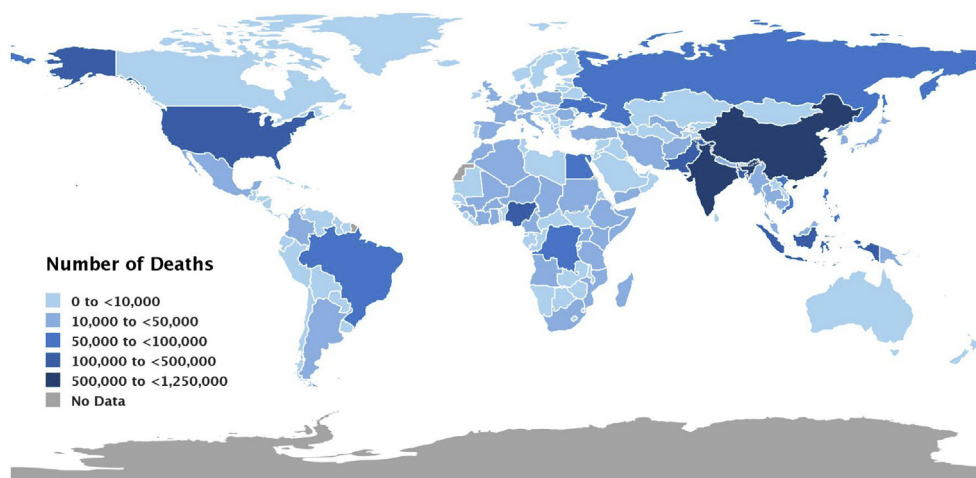 Number of Deaths
0 to <10,000
10,000 to <50,000
50,000 to <100,000
100,000 to <500,000
500,000 to <1,250,000
No Data